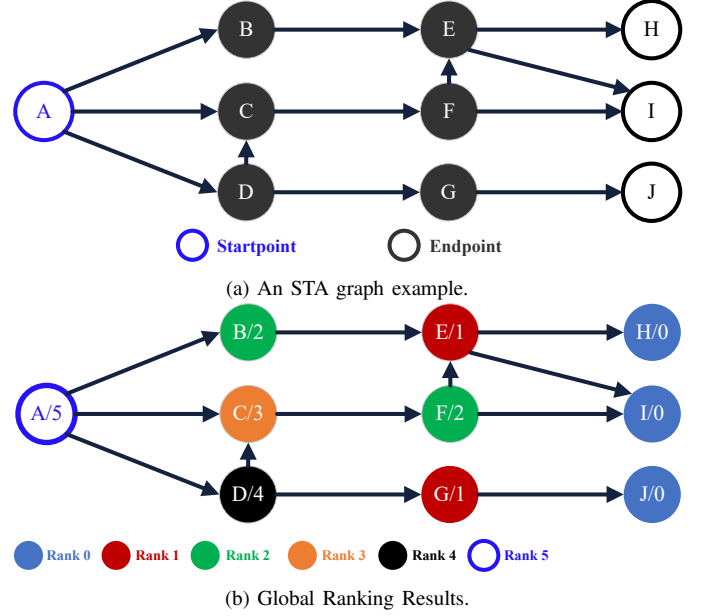 B E H
A C F I
D G J
Startpoint Endpoint
(a) An STA graph example.
B/2 E/1 H/0
A/5 C/3 F/2 I/0
D/4 G/1 J/0
Rank 0 Rank 1 Rank 2 Rank 3 Rank 4 Rank 5
(b) Global Ranking Results.